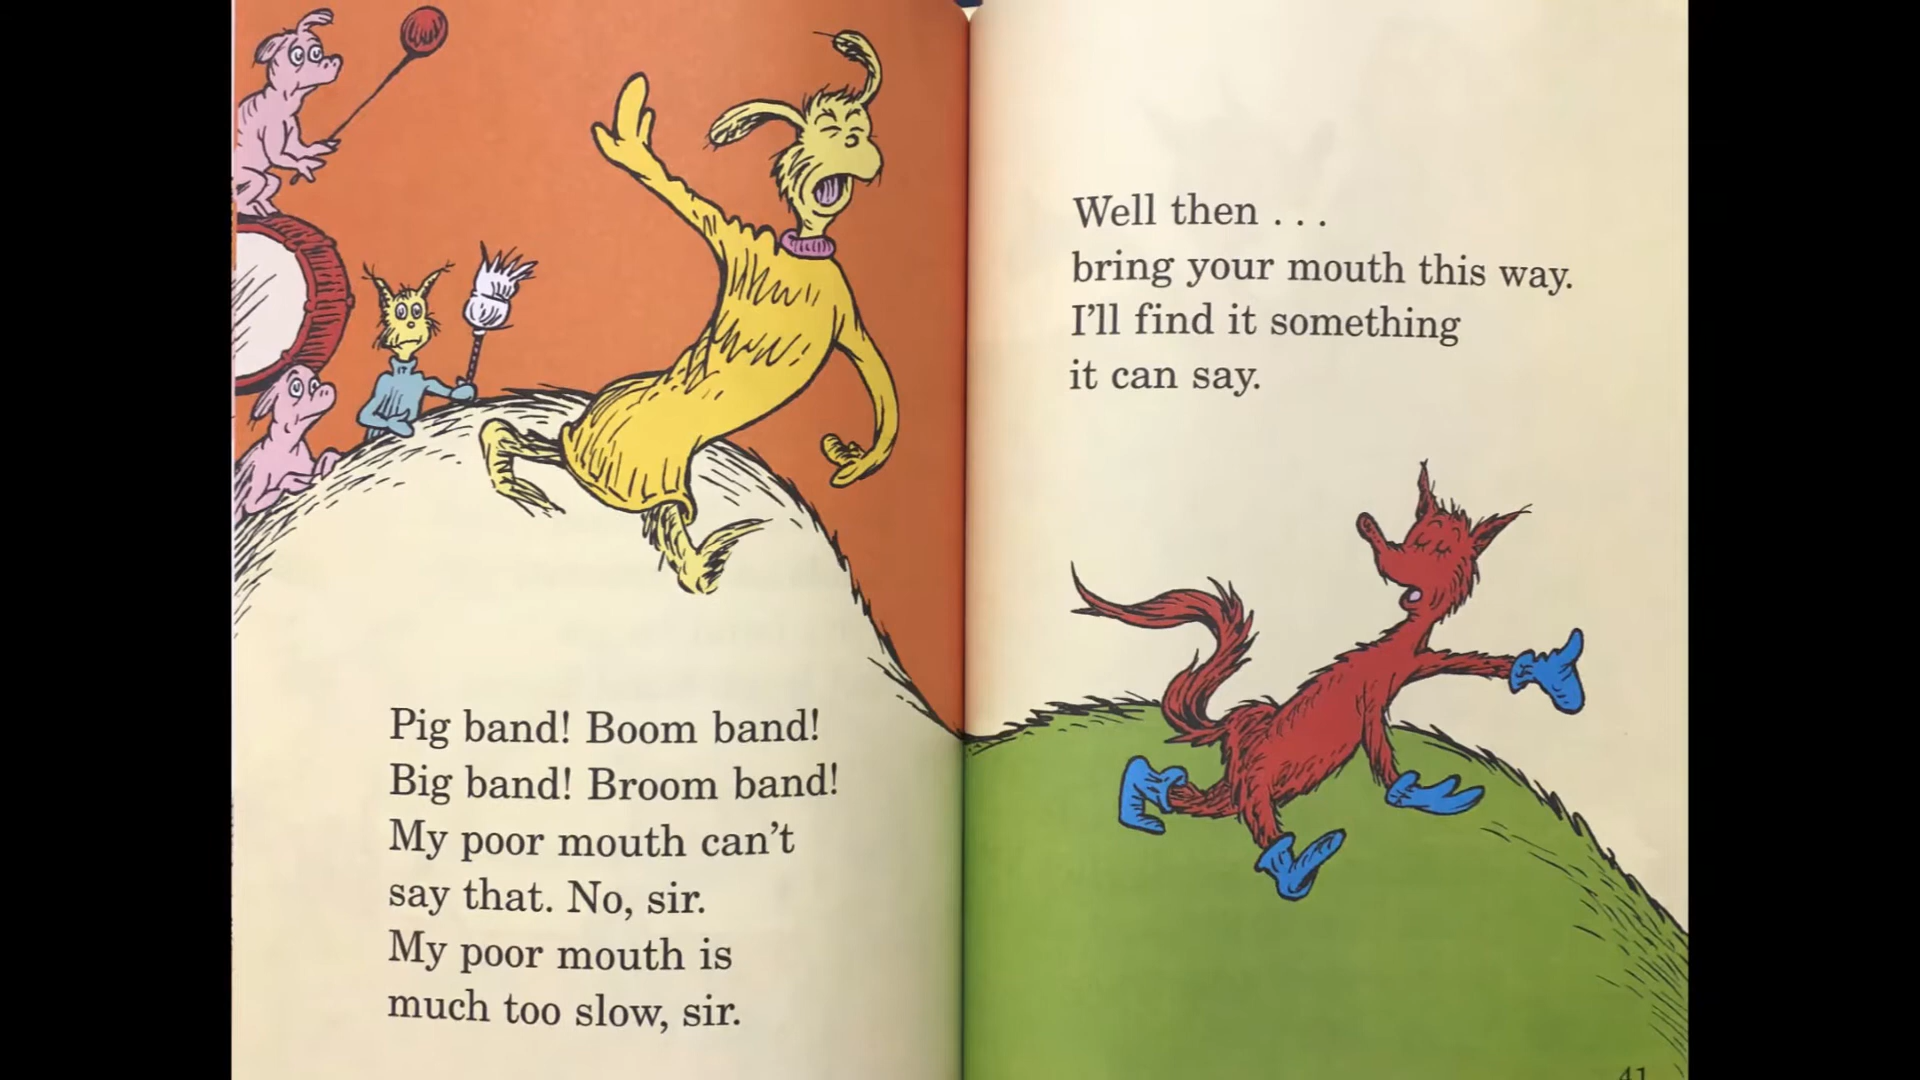 Pig band! Boom band!
Big band! Broom band!
My poor mouth can't
say that. No, sir.
My poor mouth is
much too slow, sir.
Well then . . .
bring your mouth this way.
I'll find it something
it can say.
41